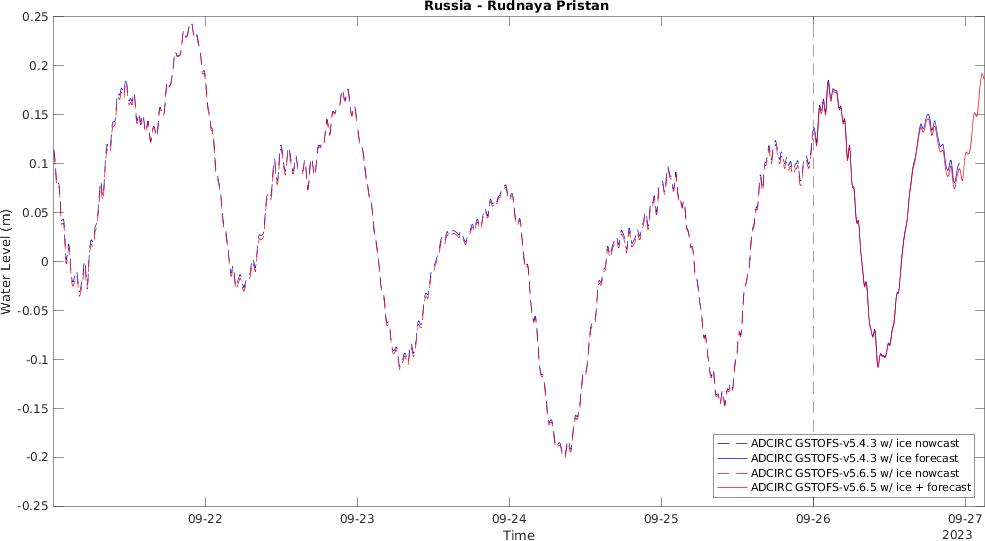 Russia - Rudnaya Pristan
0.25
0.2
0.15
0.1
0.05
0
-0.05
-0.1
-0.15
-0.2
-0.25
Water Level (m)
09-22
09-23
09-24
09-25
09-26
09-27
2023
Time
ADCIRC GSTOFS-v5.4.3 w/ ice nowcast
ADCIRC GSTOFS-v5.4.3 w/ ice forecast
ADCIRC GSTOFS-v5.6.5 w/ ice nowcast
ADCIRC GSTOFS-v5.6.5 w/ ice + forecast